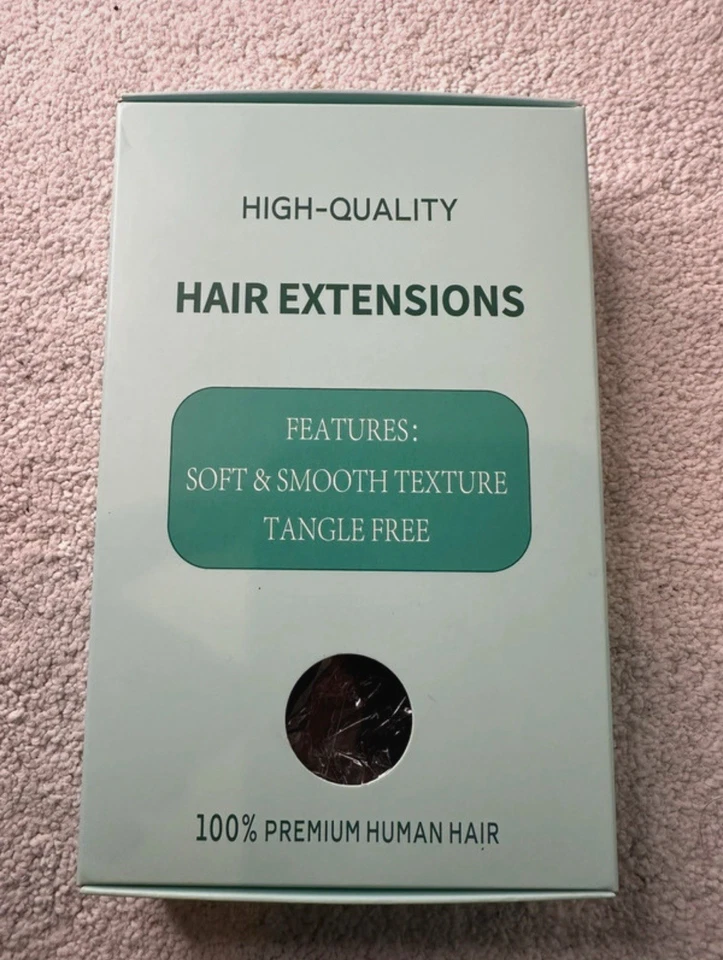 HIGH-QUALITY
HAIR EXTENSIONS
FEATURES:
SOFT & SMOOTH TEXTURE
TANGLE FREE
100% PREMIUM HUMAN HAIR